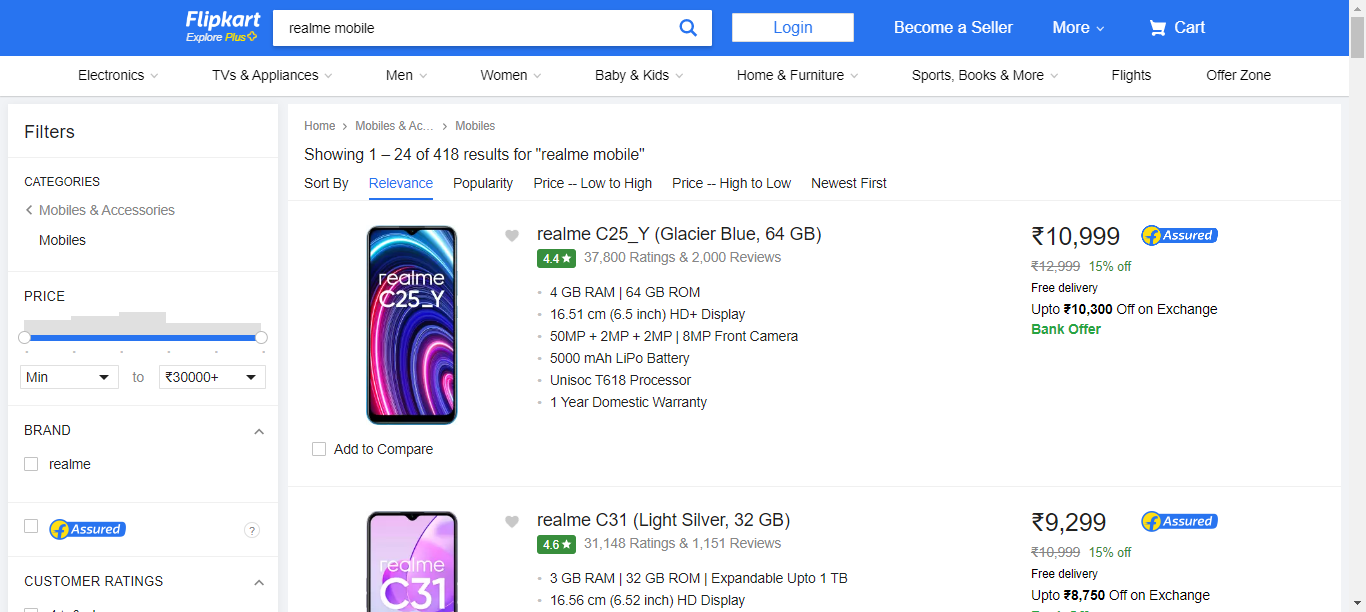 Flipkart
Explore Plus
realme mobile
Login
Become a Seller
More
Cart
Electronics
TVs & Appliances
Men
Women
Baby & Kids
Home & Furniture
Sports, Books & More
Flights
Offer Zone
Filters
CATEGORIES
Mobiles & Accessories
Mobiles
PRICE
Min
to
₹30000+
BRAND
realme
f Assured
?
CUSTOMER RATINGS
Home > Mobiles & Ac... > Mobiles
Showing 1 – 24 of 418 results for "realme mobile"
Sort By Relevance Popularity Price -- Low to High Price -- High to Low Newest First
realme
C25_Y
Add to Compare
realme C25_Y (Glacier Blue, 64 GB)
4.4★ 37,800 Ratings & 2,000 Reviews
4 GB RAM | 64 GB ROM
16.51 cm (6.5 inch) HD+ Display
50MP + 2MP + 2MP | 8MP Front Camera
5000 mAh LiPo Battery
Unisoc T618 Processor
1 Year Domestic Warranty
₹10,999 f Assured
₹12,999 15% off
Free delivery
Upto ₹10,300 Off on Exchange
Bank Offer
realme
C31
realme C31 (Light Silver, 32 GB)
4.6★ 31,148 Ratings & 1,151 Reviews
3 GB RAM | 32 GB ROM | Expandable Upto 1 TB
16.56 cm (6.52 inch) HD Display
₹9,299 f Assured
₹10,999 15% off
Free delivery
Upto ₹8,750 Off on Exchange